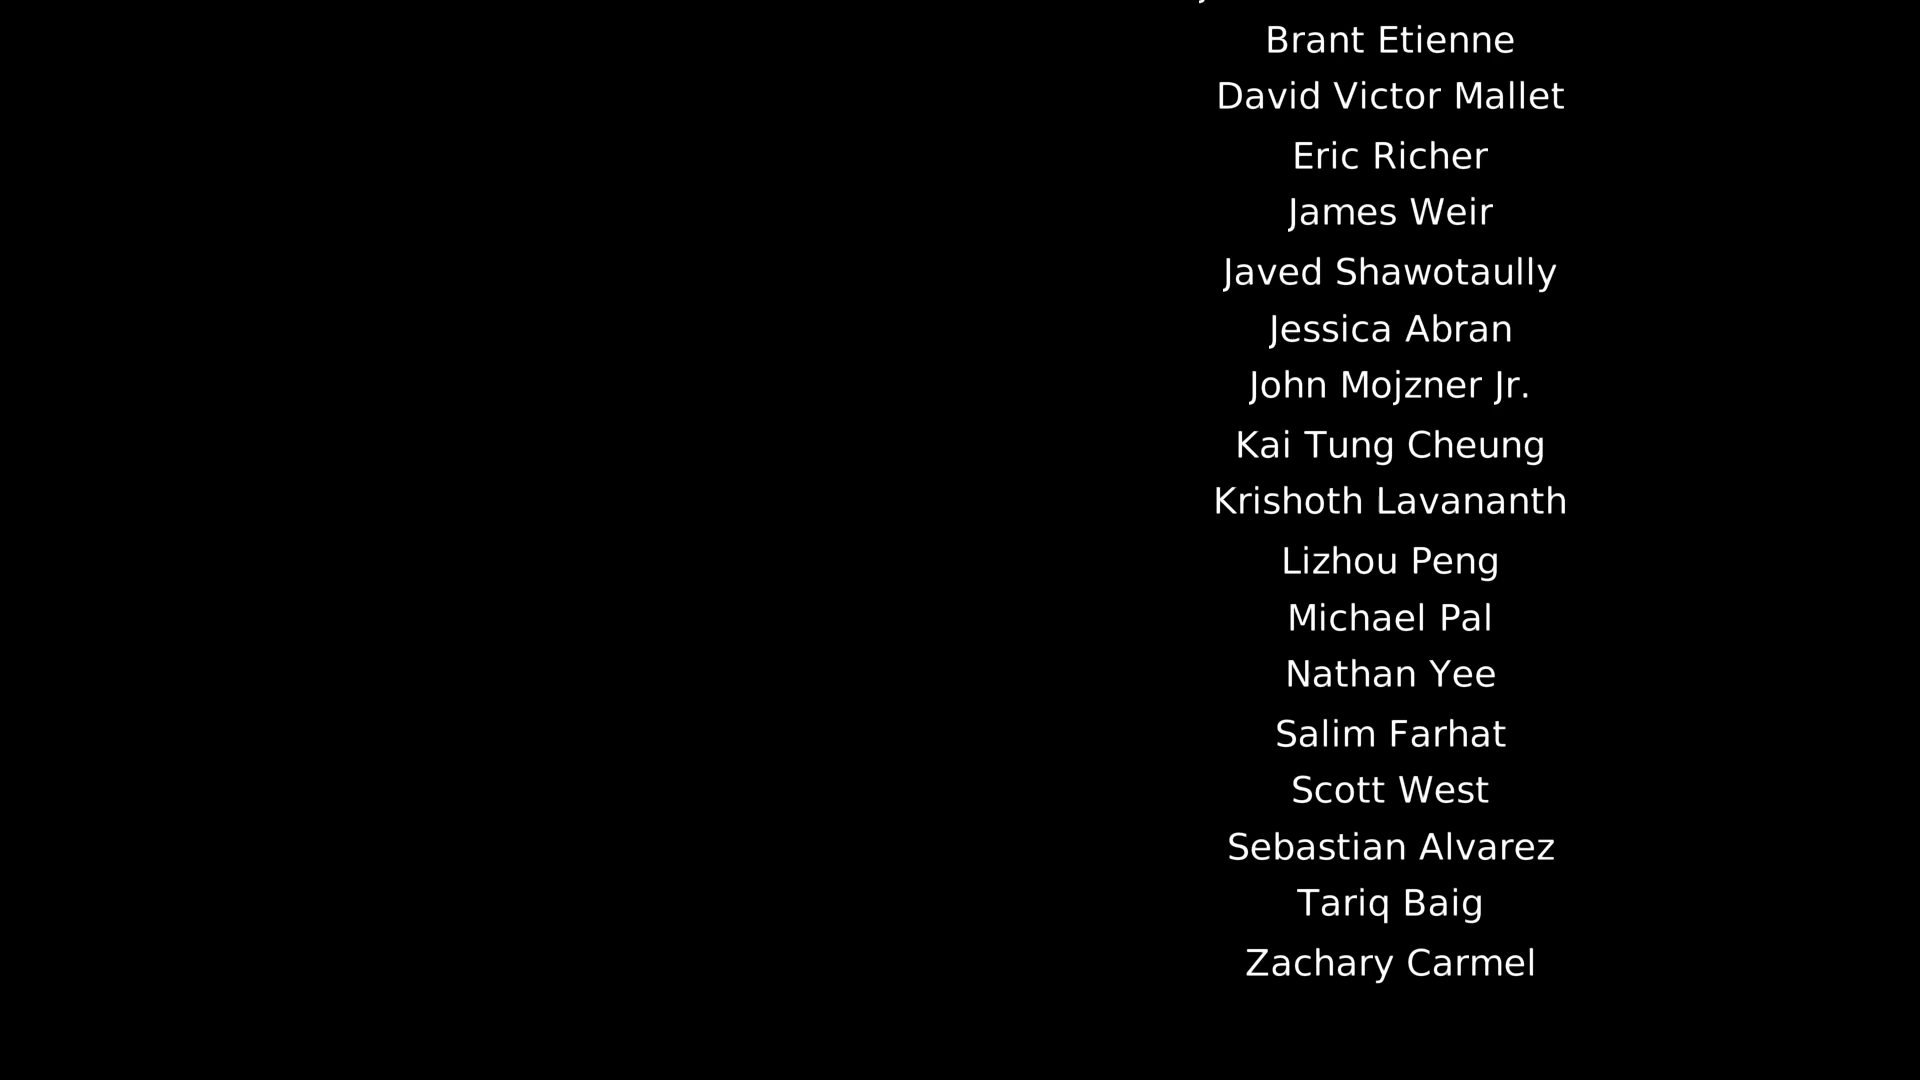 Brant Etienne
David Victor Mallet
Eric Richer
James Weir
Javed Shawotaully
Jessica Abran
John Mojzner Jr.
Kai Tung Cheung
Krishoth Lavananth
Lizhou Peng
Michael Pal
Nathan Yee
Salim Farhat
Scott West
Sebastian Alvarez
Tariq Baig
Zachary Carmel